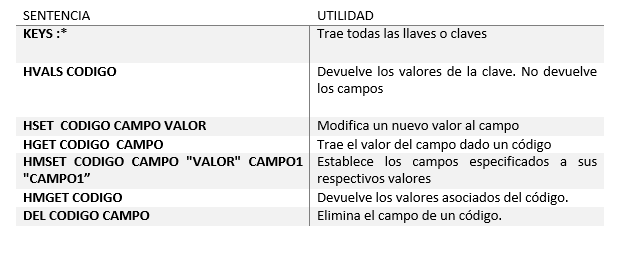 SENTENCIA UTILIDAD
KEYS :* Trae todas las llaves o claves
HVALS CODIGO Devuelve los valores de la clave. No devuelve
los campos
HSET CODIGO CAMPO VALOR Modifica un nuevo valor al campo
HGET CODIGO CAMPO Trae el valor del campo dado un código
HMSET CODIGO CAMPO "VALOR" CAMPO1 Establece los campos especificados a sus
"CAMPO1” respectivos valores
HMGET CODIGO Devuelve los valores asociados del código.
DEL CODIGO CAMPO Elimina el campo de un código.